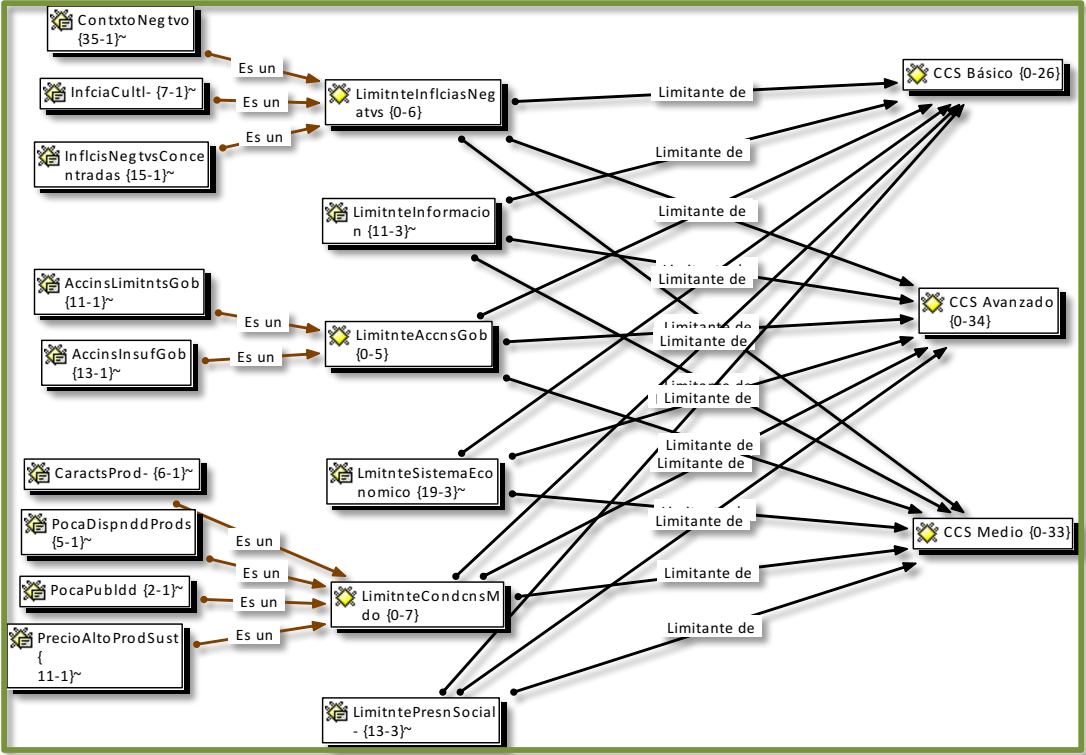 ContxtoNegtvo
{35-1}~
InfciaCultl- {7-1}~
InflcisNegtvsConce
ntradas {15-1}~
AccinsLimitntsGob
{11-1}~
AccinsInsufGob
{13-1}~
CaractsProd- {6-1}~
PocaDispnddProds
{5-1}~
PocaPubldd {2-1}~
PrecioAltoProdSust
{
11-1}~
Es un
Es un
Es un
Es un
Es un
Es un
Es un
Es un
Es un
LimitnteInflciasNeg
atvs {0-6}
LimitnteInformacio
n {11-3}~
LimitnteAccnsGob
{0-5}
LmitnteSistemaEco
nomico {19-3}~
LimitnteCondcnsM
do {0-7}
LimitntePresnSocial
- {13-3}~
Limitante de
Limitante de
Limitante de
Limitante de
Limitante de
Limitante de
Limitante de
Limitante de
Limitante de
Limitante de
Limitante de
Limitante de
CCS Básico {0-26}
CCS Avanzado
{0-34}
CCS Medio {0-33}